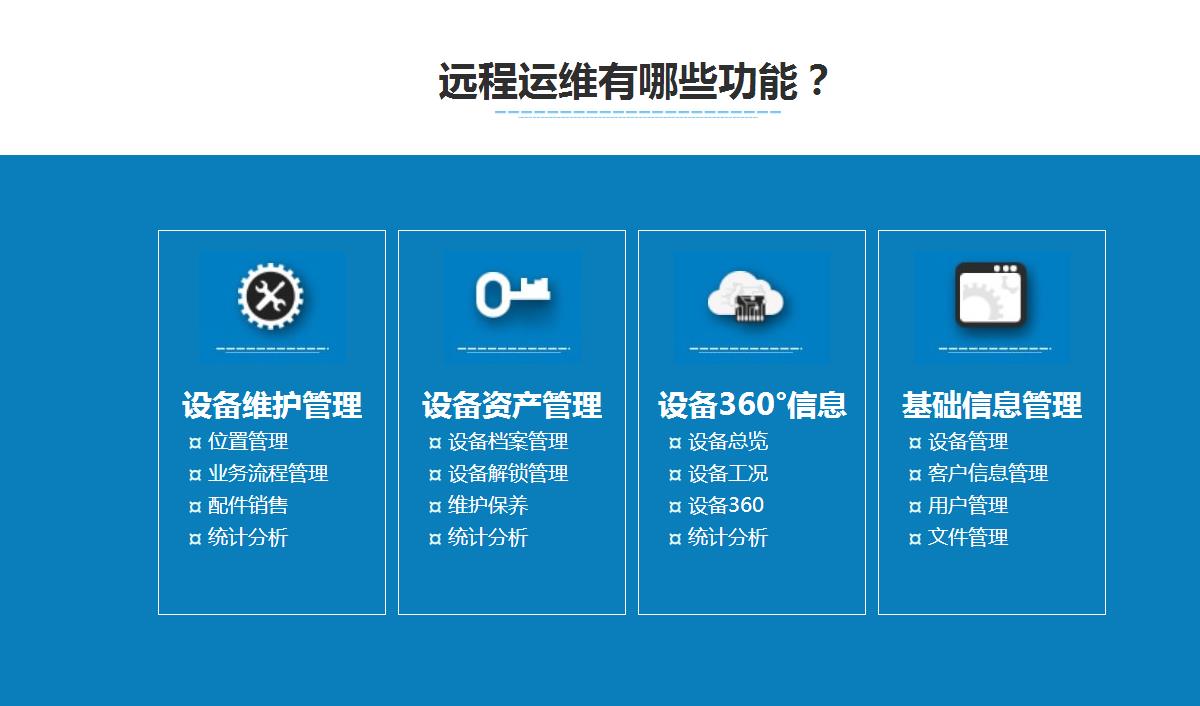 远程运维有哪些功能？
设备维护管理
¤ 位置管理
¤ 业务流程管理
¤ 配件销售
¤ 统计分析
设备资产管理
¤ 设备档案管理
¤ 设备解锁管理
¤ 维护保养
¤ 统计分析
设备360°信息
¤ 设备总览
¤ 设备工况
¤ 设备360
¤ 统计分析
基础信息管理
¤ 设备管理
¤ 客户信息管理
¤ 用户管理
¤ 文件管理